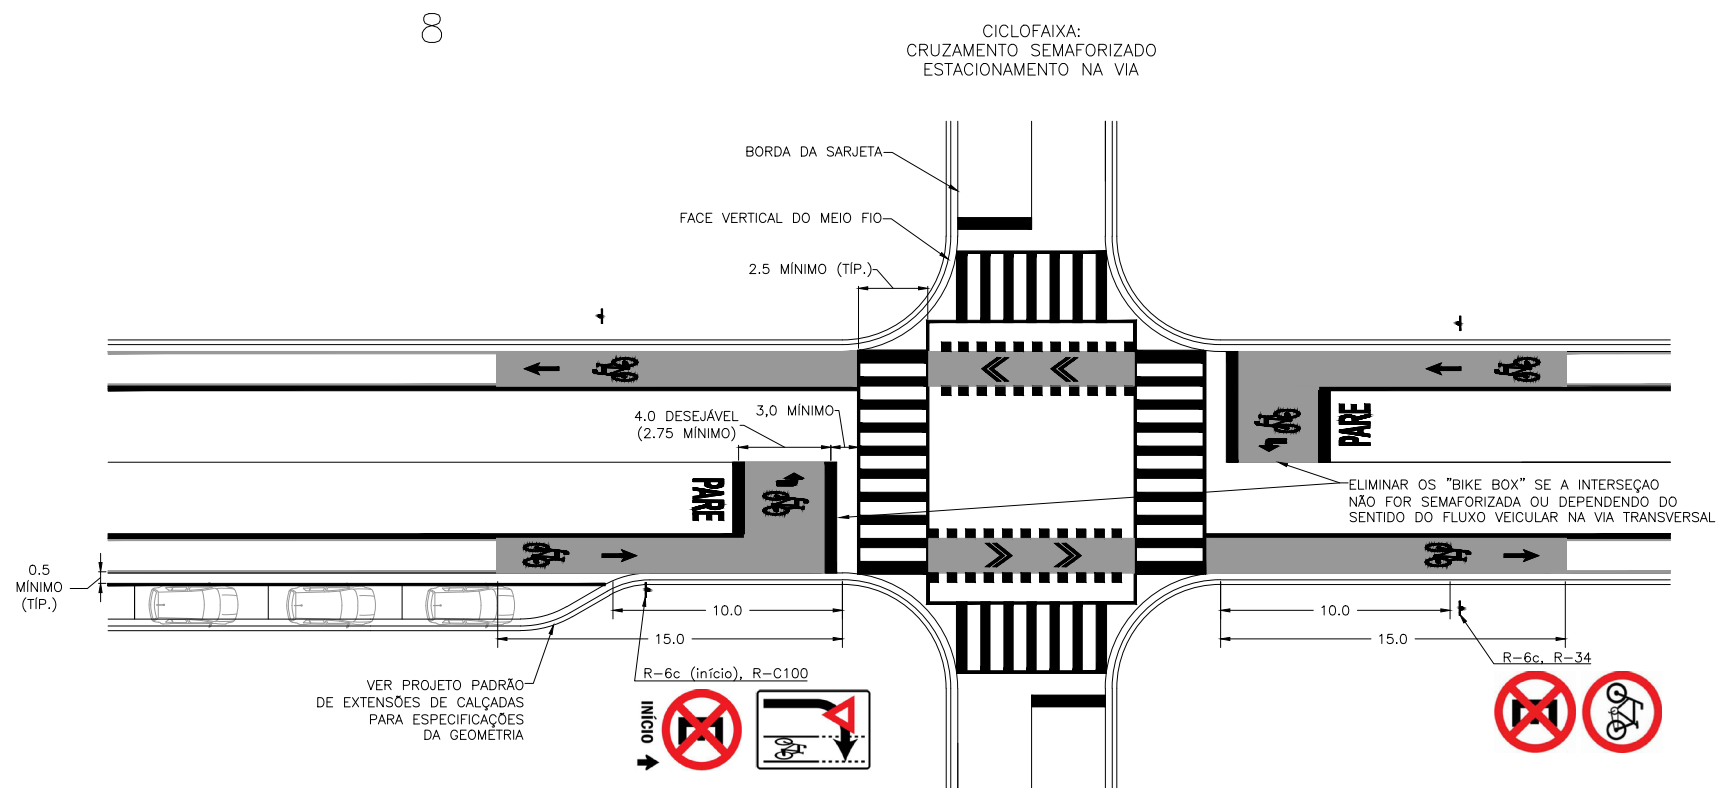 8
CICLOFAIXA:
CRUZAMENTO SEMAFORIZADO
ESTACIONAMENTO NA VIA
BORDA DA SARJETA
FACE VERTICAL DO MEIO FIO
2.5 MÍNIMO (TÍP.)
4.0 DESEJÁVEL
(2.75 MÍNIMO)
3,0 MÍNIMO
PARE
PARE
ELIMINAR OS "BIKE BOX" SE A INTERSEÇAO
NÃO FOR SEMAFORIZADA OU DEPENDENDO DO
SENTIDO DO FLUXO VEICULAR NA VIA TRANSVERSAL
0.5
MÍNIMO
(TÍP.)
10.0
15.0
10.0
15.0
R-6c (início), R-C100
R-6c, R-34
VER PROJETO PADRÃO
DE EXTENSÕES DE CALÇADAS
PARA ESPECIFICAÇÕES
DA GEOMETRIA
INÍCIO